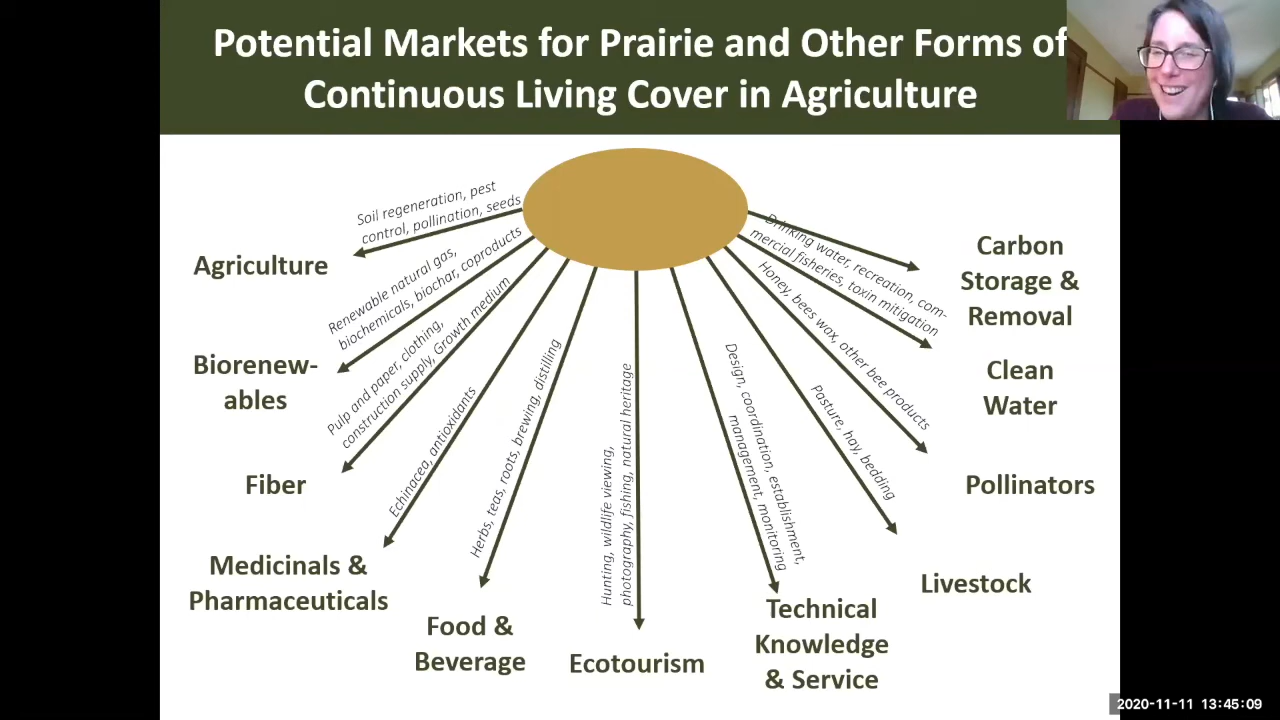 Potential Markets for Prairie and Other Forms of
Continuous Living Cover in Agriculture
Soil regeneration, pest
control, pollination, seeds
Agriculture
Renewable natural gas,
biochemicals, biochar, coproducts
Biorenew-
ables
Pulp and paper, clothing,
construction supply, Growth medium
Fiber
Echinacea, antioxidants
Medicinals &
Pharmaceuticals
Herbs, teas, roots, brewing, distilling
Food &
Beverage
Hunting, wildlife viewing,
photography, fishing, natural heritage
Ecotourism
Design, coordination, establishment,
management, monitoring
Technical
Knowledge
& Service
Pasture, hay, bedding
Livestock
Honey, bees wax, other bee products
Pollinators
Drinking water, recreation, com-
mercial fisheries, toxin mitigation
Clean
Water
Carbon
Storage &
Removal
2020-11-11 13:45:09